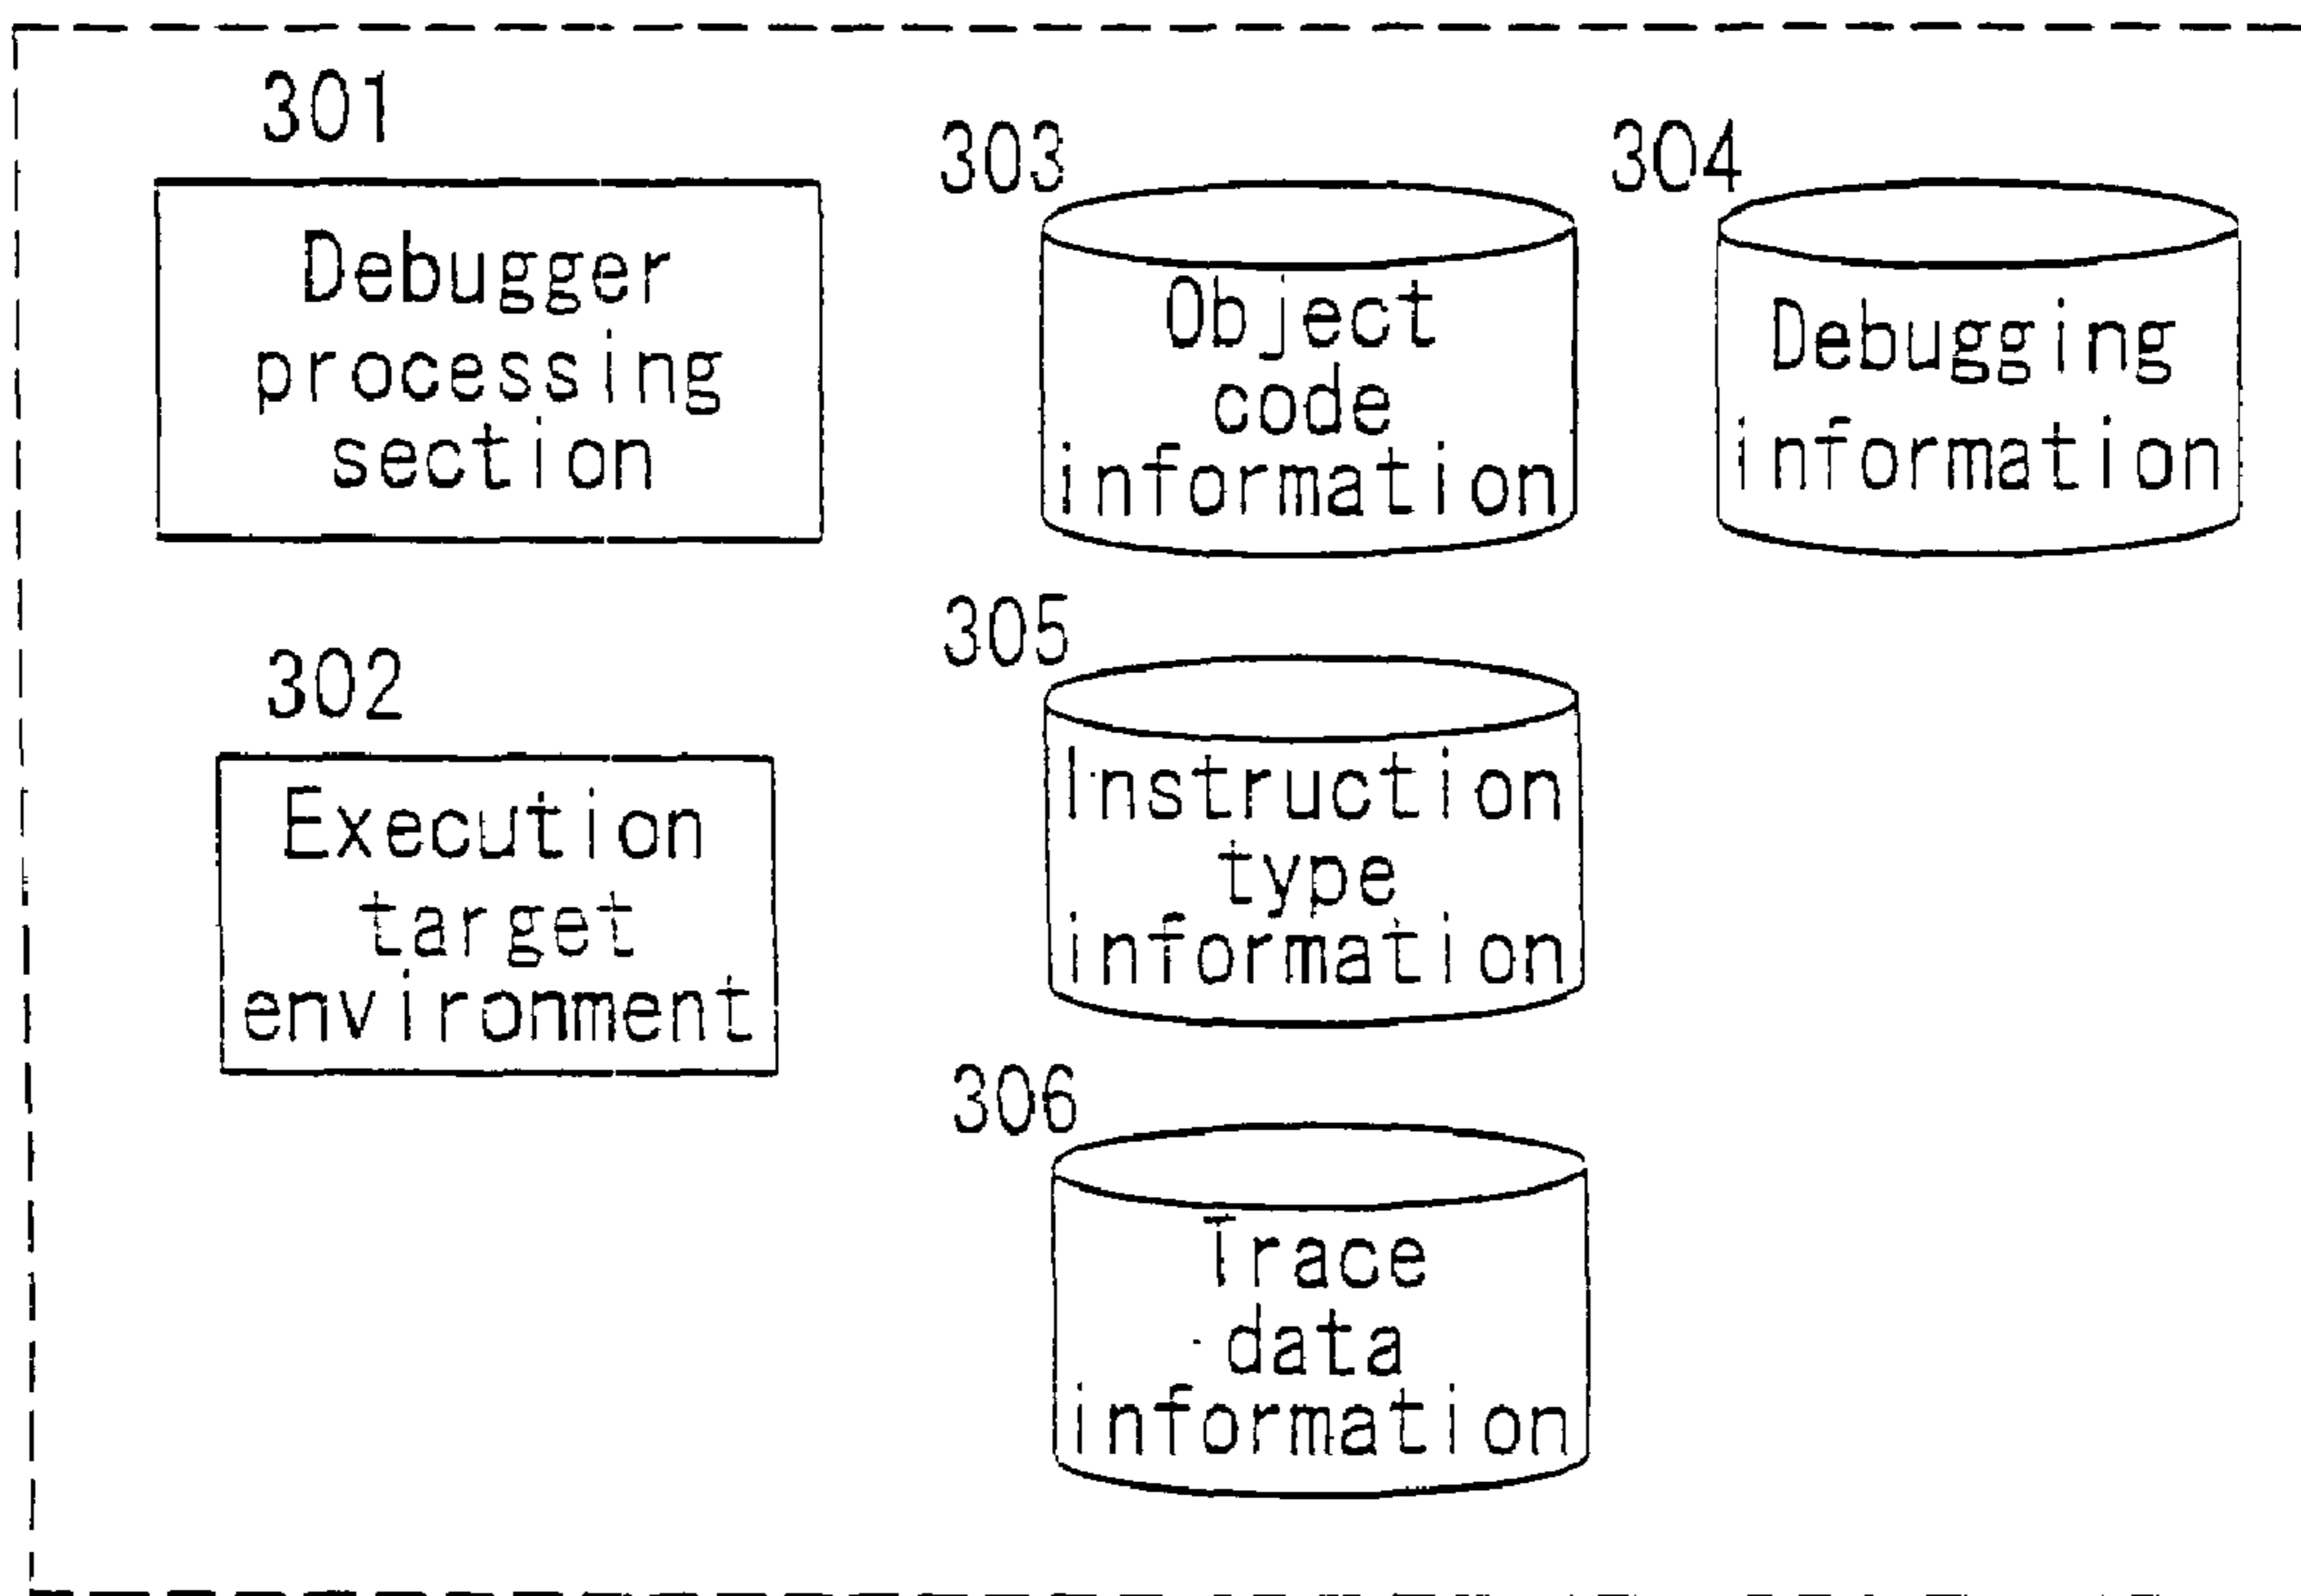 301
Debugger
processing
section
303
Object
code
information
304
Debugging
information
302
Execution
target
environment
305
Instruction
type
information
306
Trace
data
information